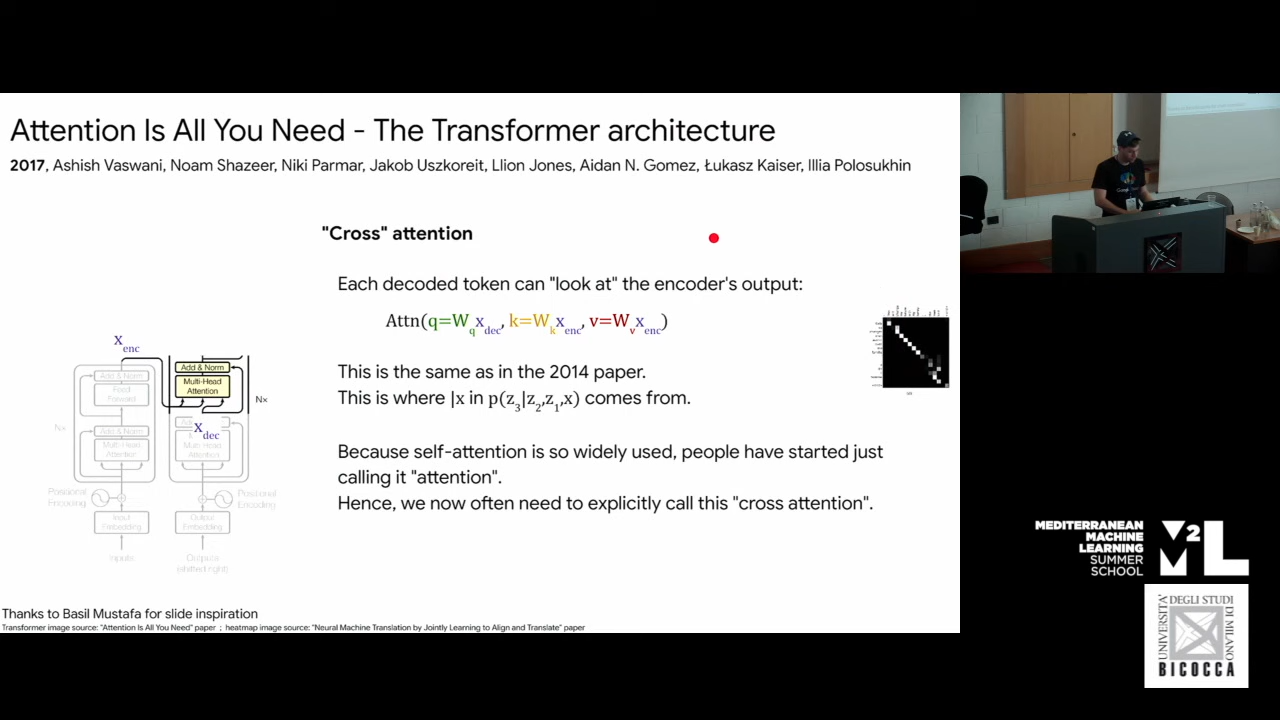 Attention Is All You Need - The Transformer architecture
2017, Ashish Vaswani, Noam Shazeer, Niki Parmar, Jakob Uszkoreit, Llion Jones, Aidan N. Gomez, Łukasz Kaiser, Illia Polosukhin
"Cross" attention
Each decoded token can "look at" the encoder's output:
Attn(q=W_q x_dec, k=W_k x_enc, v=W_v x_enc)
This is the same as in the 2014 paper.
This is where |x in p(z_3|z_2,z_1,x) comes from.
Because self-attention is so widely used, people have started just
calling it "attention".
Hence, we now often need to explicitly call this "cross attention".
X_enc
Add & Norm
Multi-Head
Attention
N×
X_dec
Add & Norm
Feed
Forward
N×
Add & Norm
Multi-Head
Attention
Multi-Head
Attention
Positional
Encoding
Positional
Encoding
Input
Embedding
Output
Embedding
Inputs
Outputs
(shifted right)
Thanks to Basil Mustafa for slide inspiration
Transformer image source: "Attention Is All You Need" paper ; heatmap image source: "Neural Machine Translation by Jointly Learning to Align and Translate" paper
MEDITERRANEAN
MACHINE
LEARNING
SUMMER
SCHOOL
M2L
UNIVERSITA'
DEGLI STUDI
DI MILANO
BICOCCA